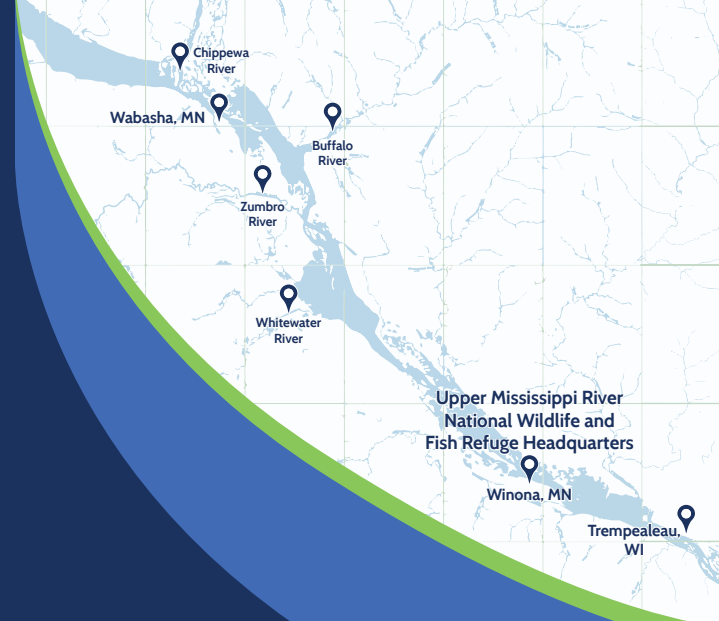 Chippewa
River
Wabasha, MN
Buffalo
River
Zumbro
River
Whitewater
River
Upper Mississippi River
National Wildlife and
Fish Refuge Headquarters
Winona, MN
Trempealeau,
WI